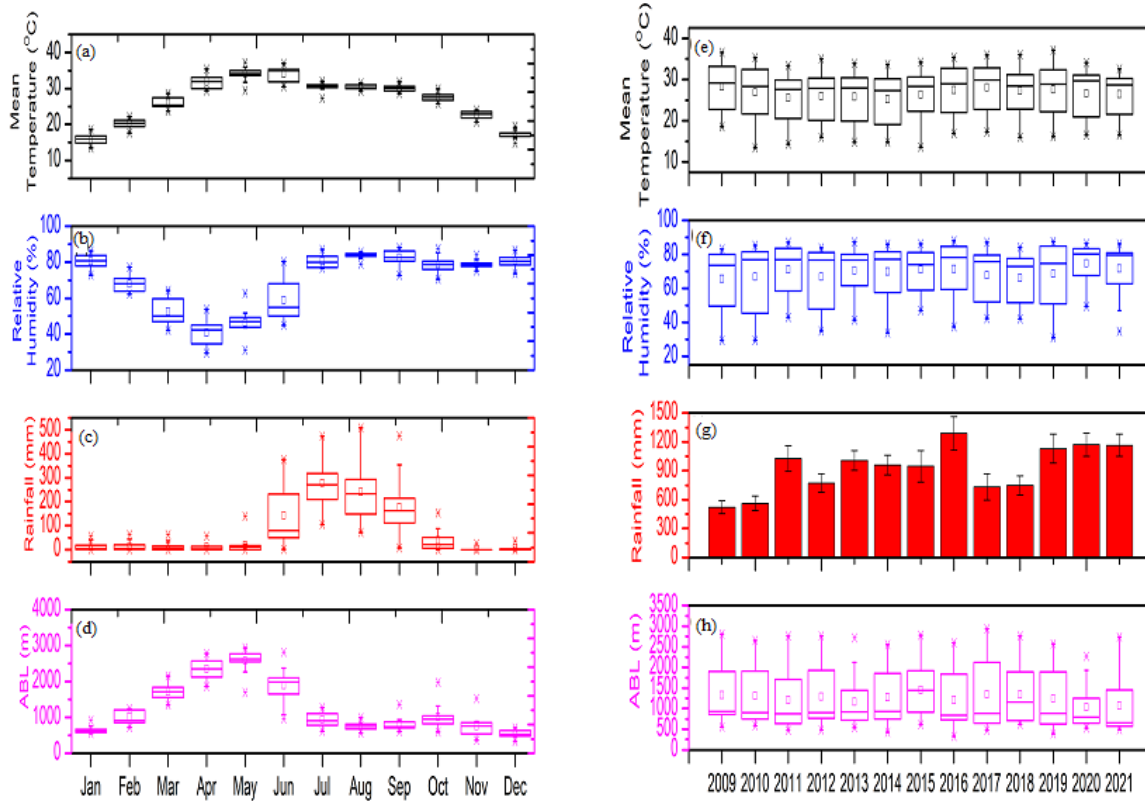 (a)
Mean
Temperature (°C)
40
30
20
10
(b)
Relative
Humidity (%)
100
80
60
40
20
(c)
Rainfall (mm)
500
400
300
200
100
0
(d)
ABL (m)
4000
3000
2000
1000
0
Jan Feb Mar Apr May Jun Jul Aug Sep Oct Nov Dec
(e)
Mean
Temperature (°C)
40
30
20
10
(f)
Relative
Humidity (%)
100
80
60
40
20
(g)
Rainfall (mm)
1500
1200
900
600
300
0
(h)
ABL (m)
3500
3000
2500
2000
1500
1000
500
0
2009 2010 2011 2012 2013 2014 2015 2016 2017 2018 2019 2020 2021